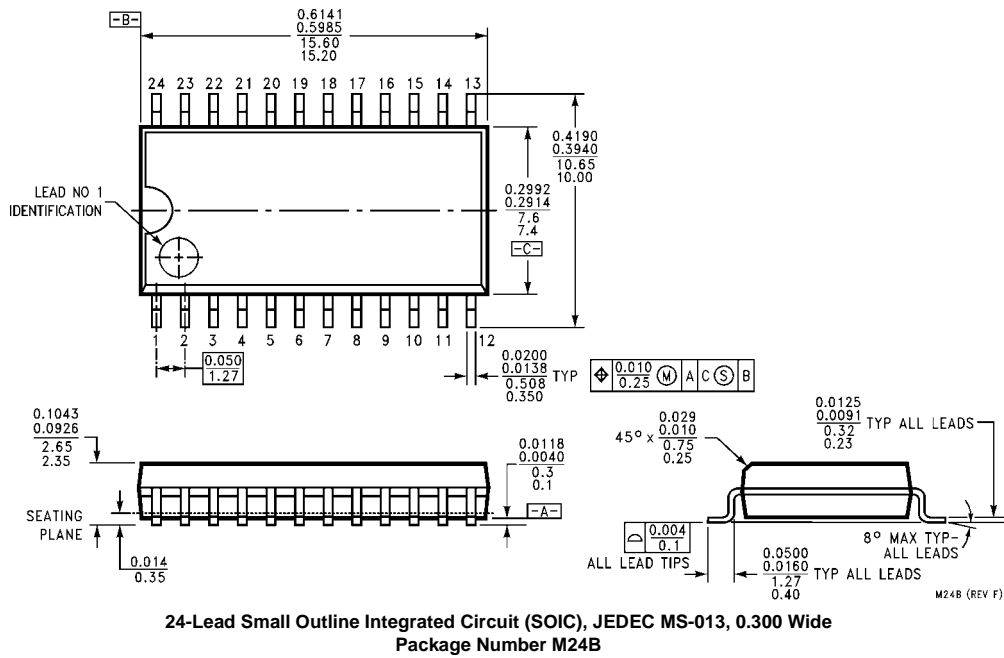 -B-
0.6141
0.5985
15.60
15.20
24 23 22 21 20 19 18 17 16 15 14 13
LEAD NO 1
IDENTIFICATION
0.4190
0.3940
10.65
10.00
0.2992
0.2914
7.6
7.4
-C-
1 2 3 4 5 6 7 8 9 10 11 12
0.050
1.27
0.0200
0.0138
0.508
0.350
TYP
⌖ 0.010 0.25 Ⓜ A C Ⓢ B
0.1043
0.0926
2.65
2.35
SEATING
PLANE
0.014
0.35
0.0118
0.0040
0.3
0.1
-A-
45° x
0.029
0.010
0.75
0.25
0.0125
0.0091
0.32
0.23
TYP ALL LEADS
0.004
0.1
ALL LEAD TIPS
0.0500
0.0160
1.27
0.40
TYP ALL LEADS
8° MAX TYP-
ALL LEADS
M24B (REV F)
24-Lead Small Outline Integrated Circuit (SOIC), JEDEC MS-013, 0.300 Wide
Package Number M24B